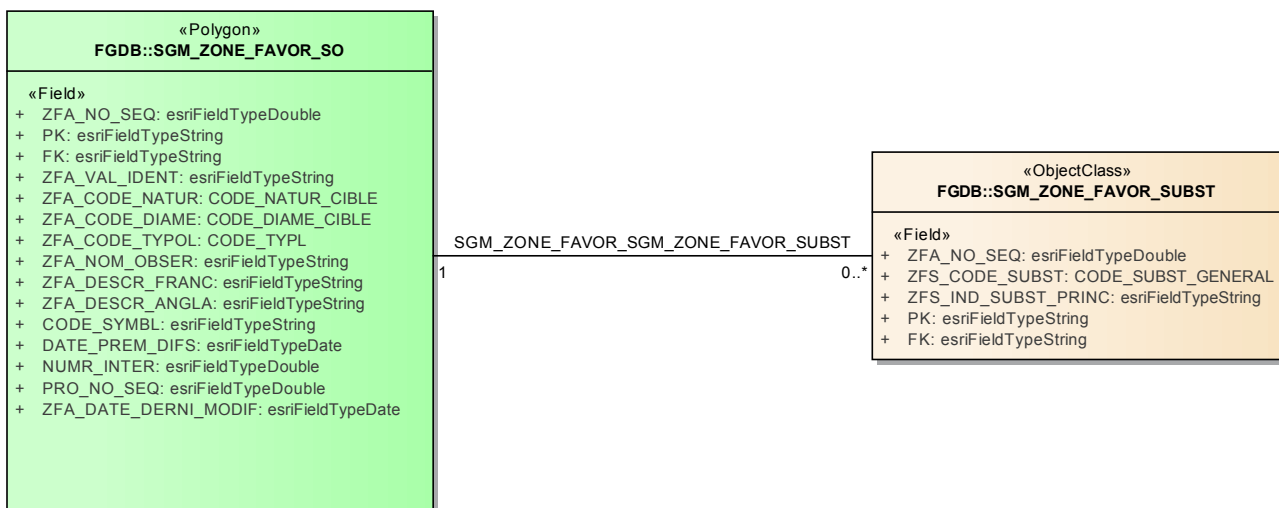 «Polygon»
FGDB::SGM_ZONE_FAVOR_SO
«Field»
+ ZFA_NO_SEQ: esriFieldTypeDouble
+ PK: esriFieldTypeString
+ FK: esriFieldTypeString
+ ZFA_VAL_IDENT: esriFieldTypeString
+ ZFA_CODE_NATUR: CODE_NATUR_CIBLE
+ ZFA_CODE_DIAME: CODE_DIAME_CIBLE
+ ZFA_CODE_TYPOL: CODE_TYPL
+ ZFA_NOM_OBSER: esriFieldTypeString
+ ZFA_DESCR_FRANC: esriFieldTypeString
+ ZFA_DESCR_ANGLA: esriFieldTypeString
+ CODE_SYMBL: esriFieldTypeString
+ DATE_PREM_DIFS: esriFieldTypeDate
+ NUMR_INTER: esriFieldTypeDouble
+ PRO_NO_SEQ: esriFieldTypeDouble
+ ZFA_DATE_DERNI_MODIF: esriFieldTypeDate
SGM_ZONE_FAVOR_SGM_ZONE_FAVOR_SUBST
1
0..*
«ObjectClass»
FGDB::SGM_ZONE_FAVOR_SUBST
«Field»
+ ZFA_NO_SEQ: esriFieldTypeDouble
+ ZFS_CODE_SUBST: CODE_SUBST_GENERAL
+ ZFS_IND_SUBST_PRINC: esriFieldTypeString
+ PK: esriFieldTypeString
+ FK: esriFieldTypeString